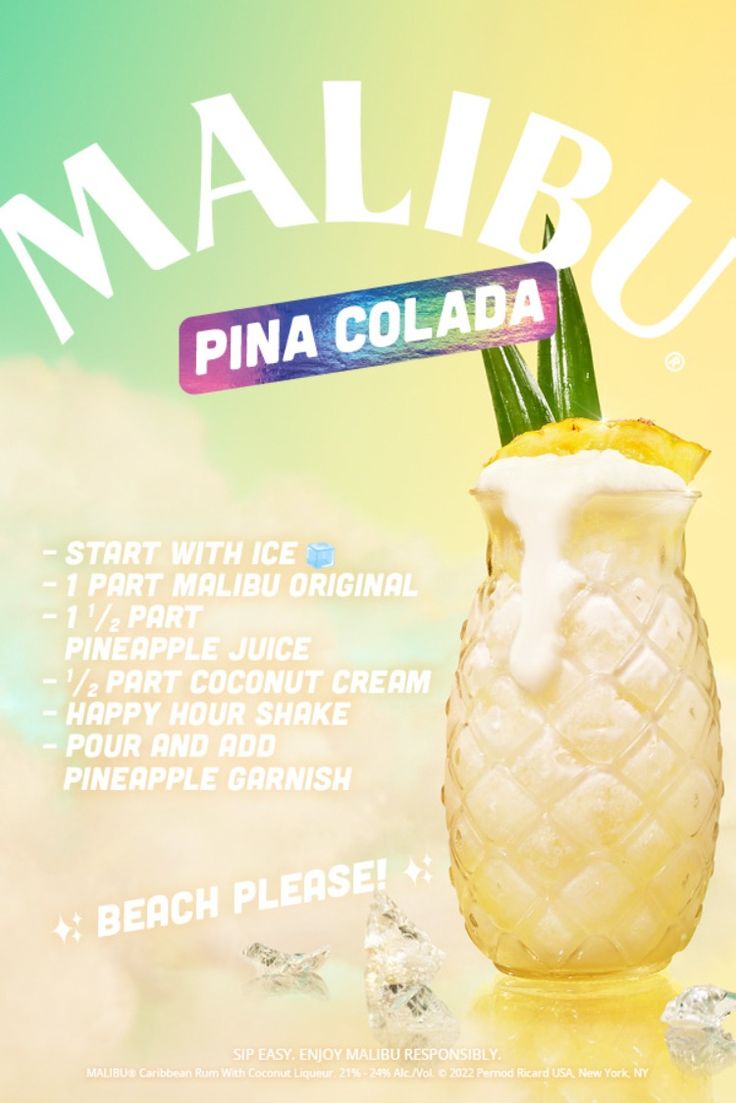 MALIBU
PINA COLADA
- START WITH ICE 🧊
- 1 PART MALIBU ORIGINAL
- 1 1/2 PART
PINEAPPLE JUICE
- 1/2 PART COCONUT CREAM
- HAPPY HOUR SHAKE
- POUR AND ADD
PINEAPPLE GARNISH
✨ BEACH PLEASE! ✨
SIP EASY. ENJOY MALIBU RESPONSIBLY.
MALIBU® Caribbean Rum With Coconut Liqueur. 21% - 24% Alc./Vol. © 2022 Pernod Ricard USA, New York, NY